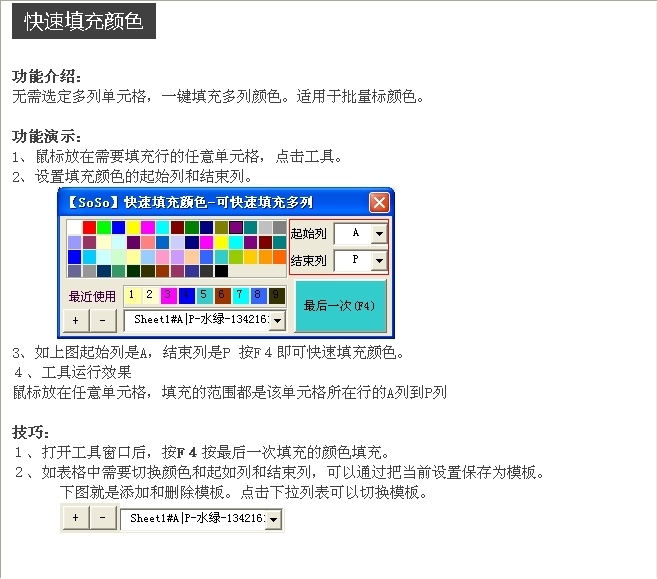 快速填充颜色
功能介绍：
无需选定多列单元格，一键填充多列颜色。适用于批量标颜色。
功能演示：
1、鼠标放在需要填充行的任意单元格，点击工具。
2、设置填充颜色的起始列和结束列。
【SoSo】快速填充颜色-可快速填充多列
起始列 A
结束列 P
最近使用 1 2 3 4 5 6 7 8 9
最后一次(F4)
+ - Sheet1#A|P-水绿-134216
3、如上图起始列是A，结束列是P 按F４即可快速填充颜色。
４、工具运行效果
鼠标放在任意单元格，填充的范围都是该单元格所在行的A列到P列
技巧：
１、打开工具窗口后，按F４按最后一次填充的颜色填充。
２、如表格中需要切换颜色和起如列和结束列，可以通过把当前设置保存为模板。
下图就是添加和删除模板。点击下拉列表可以切换模板。
+ - Sheet1#A|P-水绿-134216